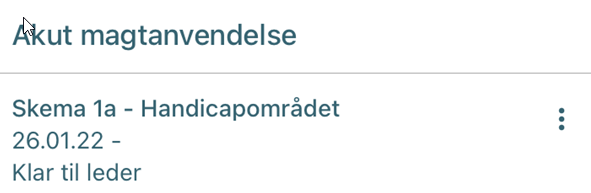 Akut magtanvendelse
Skema 1a - Handicapområdet
26.01.22 -
Klar til leder